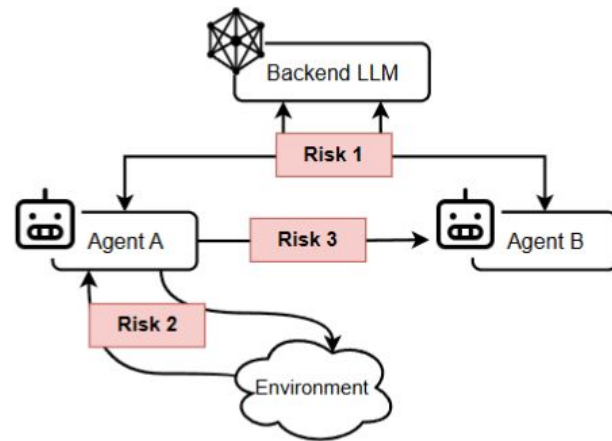 Backend LLM
Risk 1
Agent A
Risk 3
Agent B
Risk 2
Environment